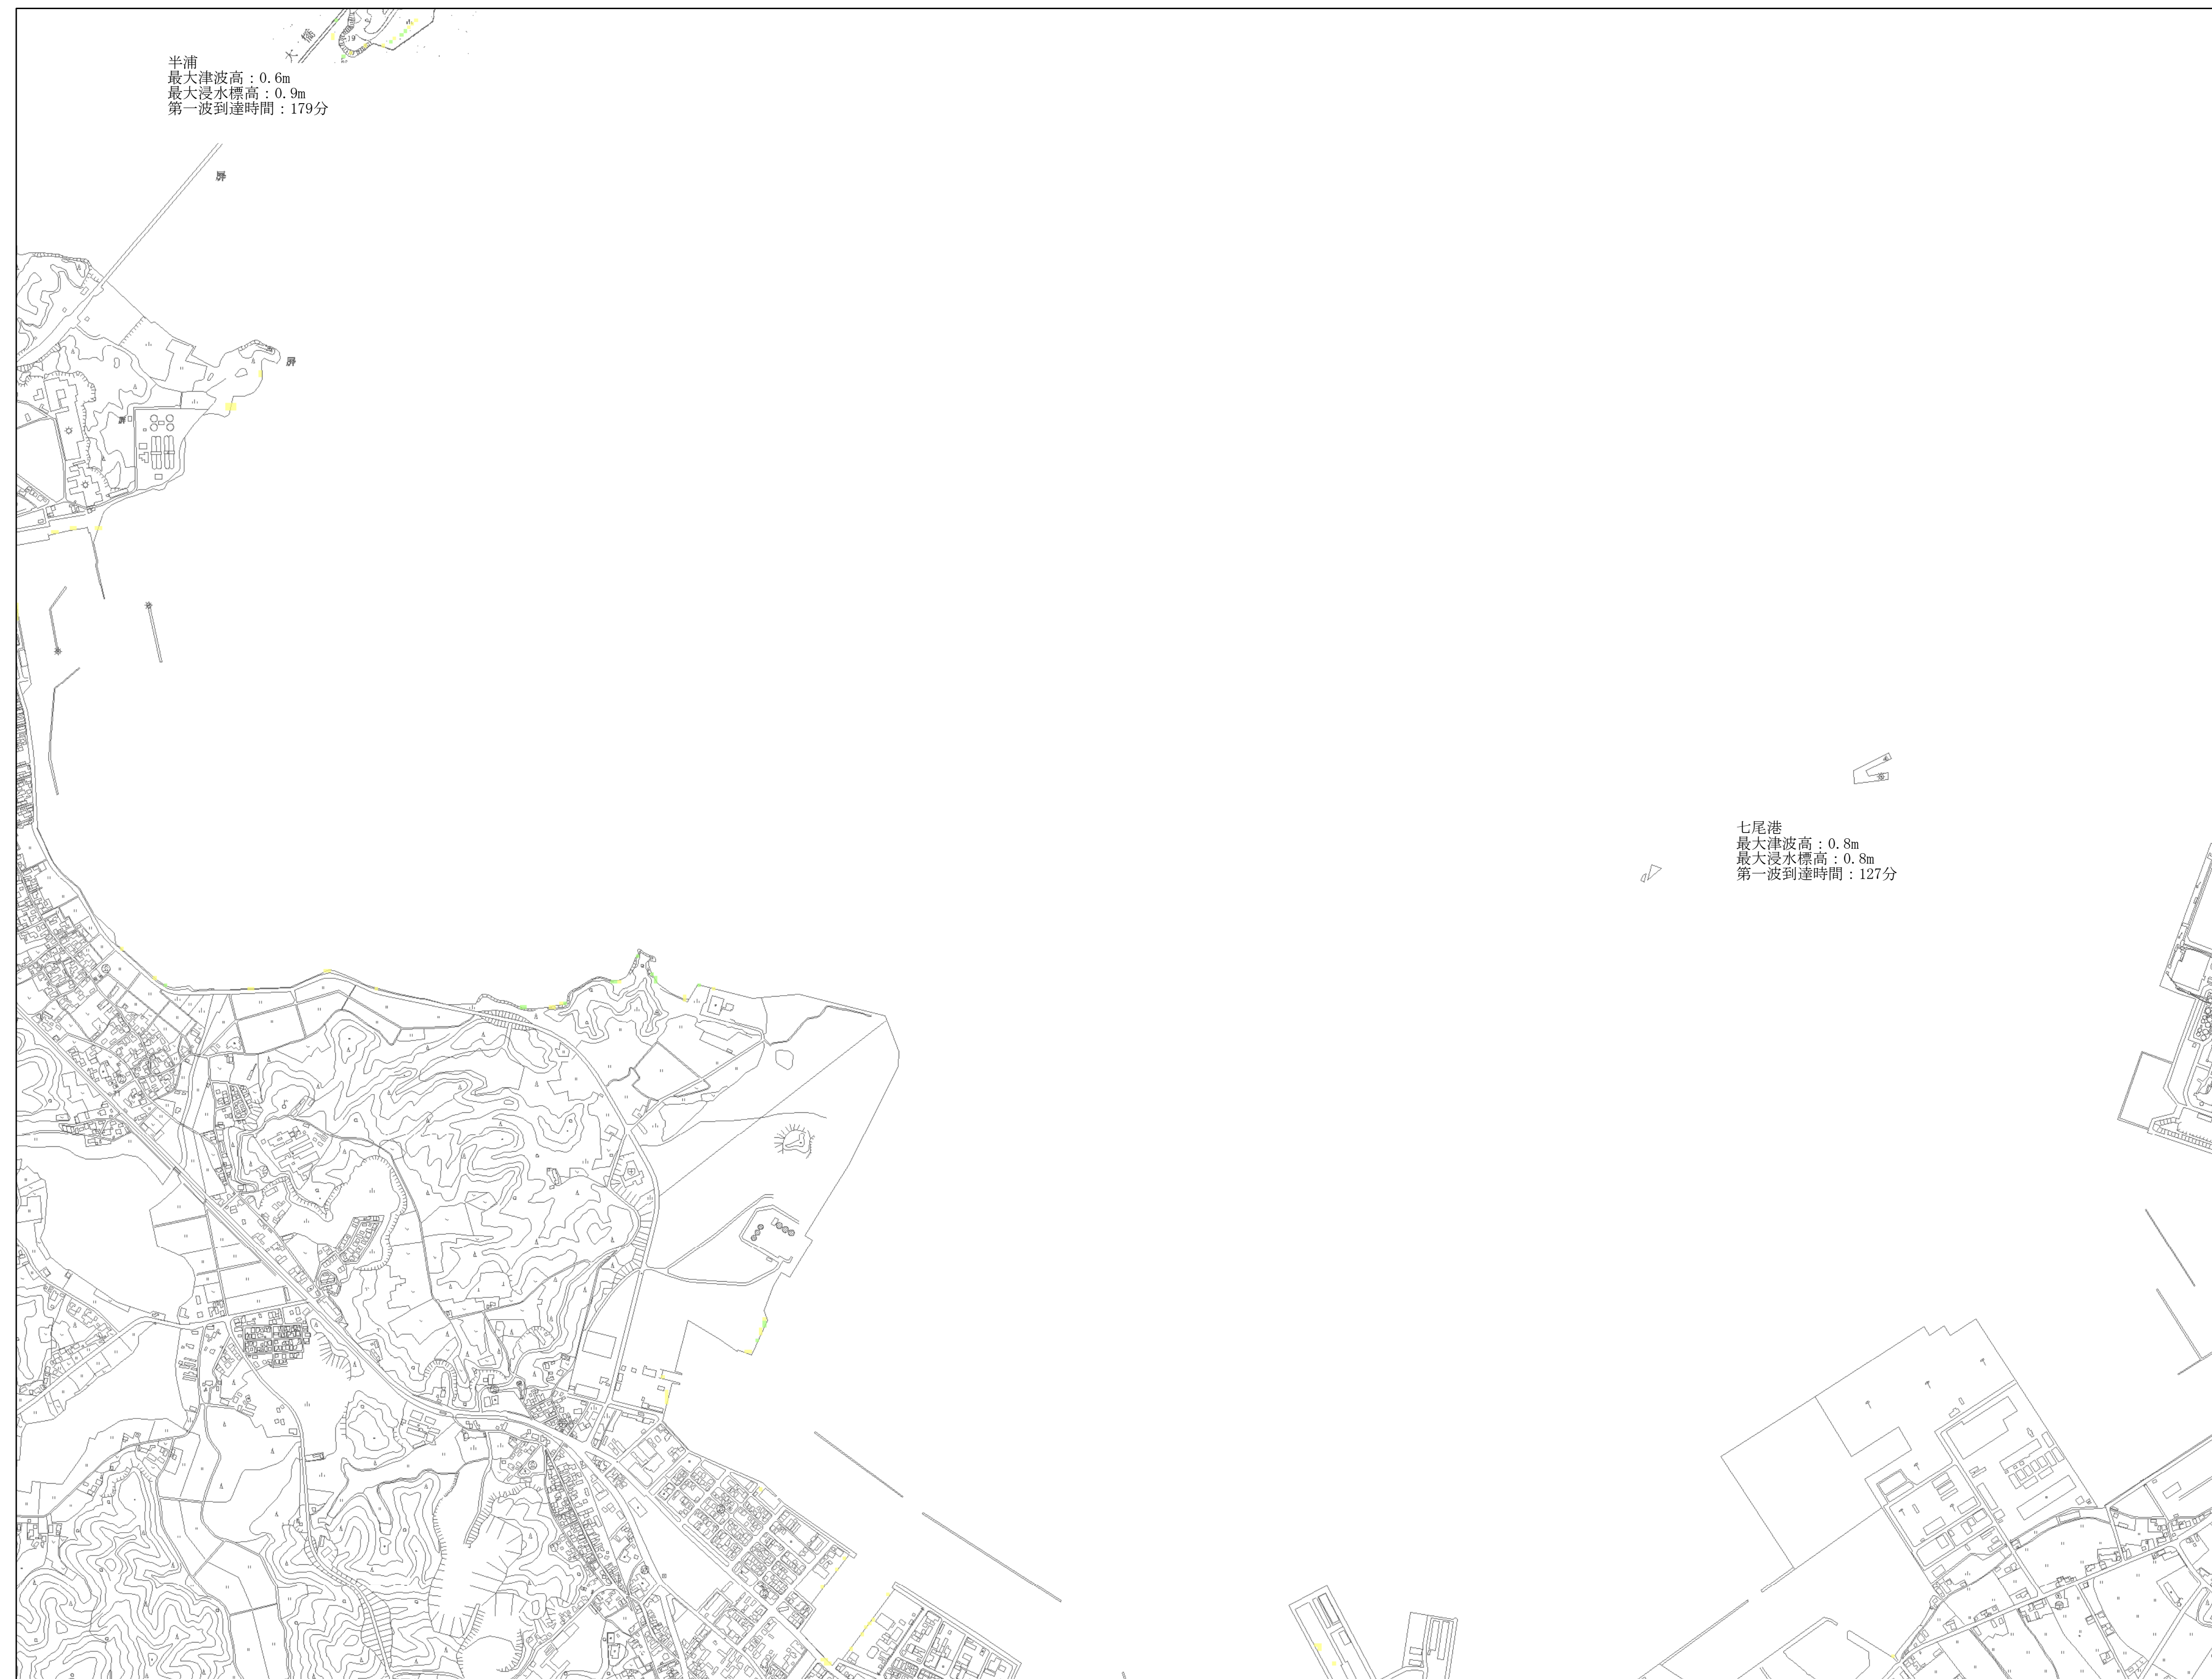 大
橋
19
半浦
最大津波高：0.6m
最大浸水標高：0.9m
第一波到達時間：179分
七尾港
最大津波高：0.8m
最大浸水標高：0.8m
第一波到達時間：127分